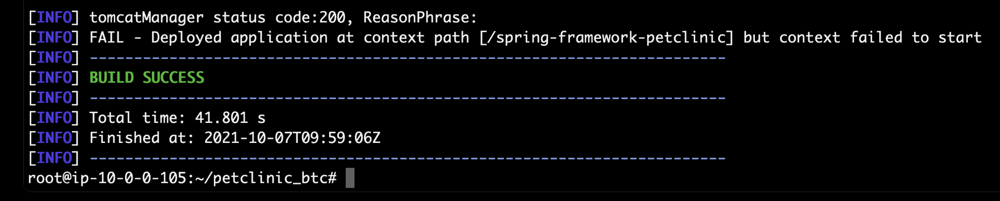 [INFO] tomcatManager status code:200, ReasonPhrase:
[INFO] FAIL - Deployed application at context path [/spring-framework-petclinic] but context failed to start
[INFO] ------------------------------------------------------------------------
[INFO] BUILD SUCCESS
[INFO] ------------------------------------------------------------------------
[INFO] Total time: 41.801 s
[INFO] Finished at: 2021-10-07T09:59:06Z
[INFO] ------------------------------------------------------------------------
root@ip-10-0-0-105:~/petclinic_btc#